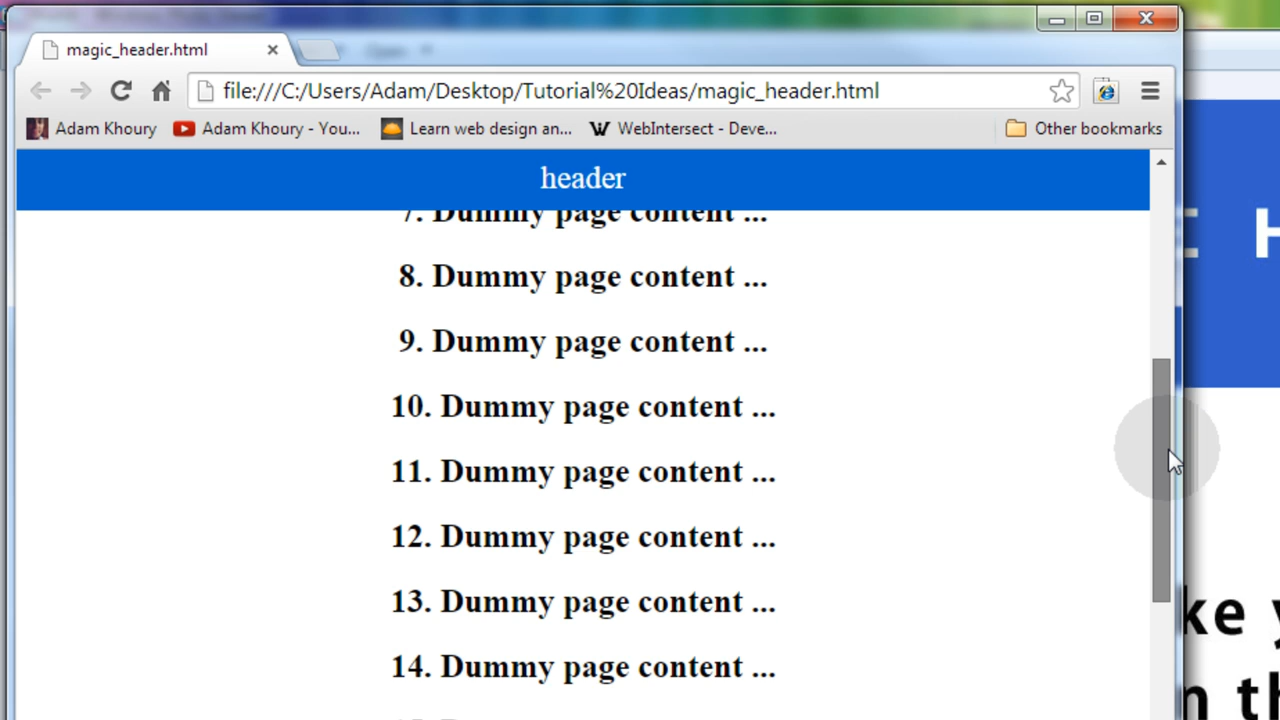 magic_header.html
file:///C:/Users/Adam/Desktop/Tutorial%20Ideas/magic_header.html
Adam Khoury Adam Khoury - You... Learn web design an... WebIntersect - Deve... Other bookmarks
header
7. Dummy page content ...
8. Dummy page content ...
9. Dummy page content ...
10. Dummy page content ...
11. Dummy page content ...
12. Dummy page content ...
13. Dummy page content ...
14. Dummy page content ...
H
ke